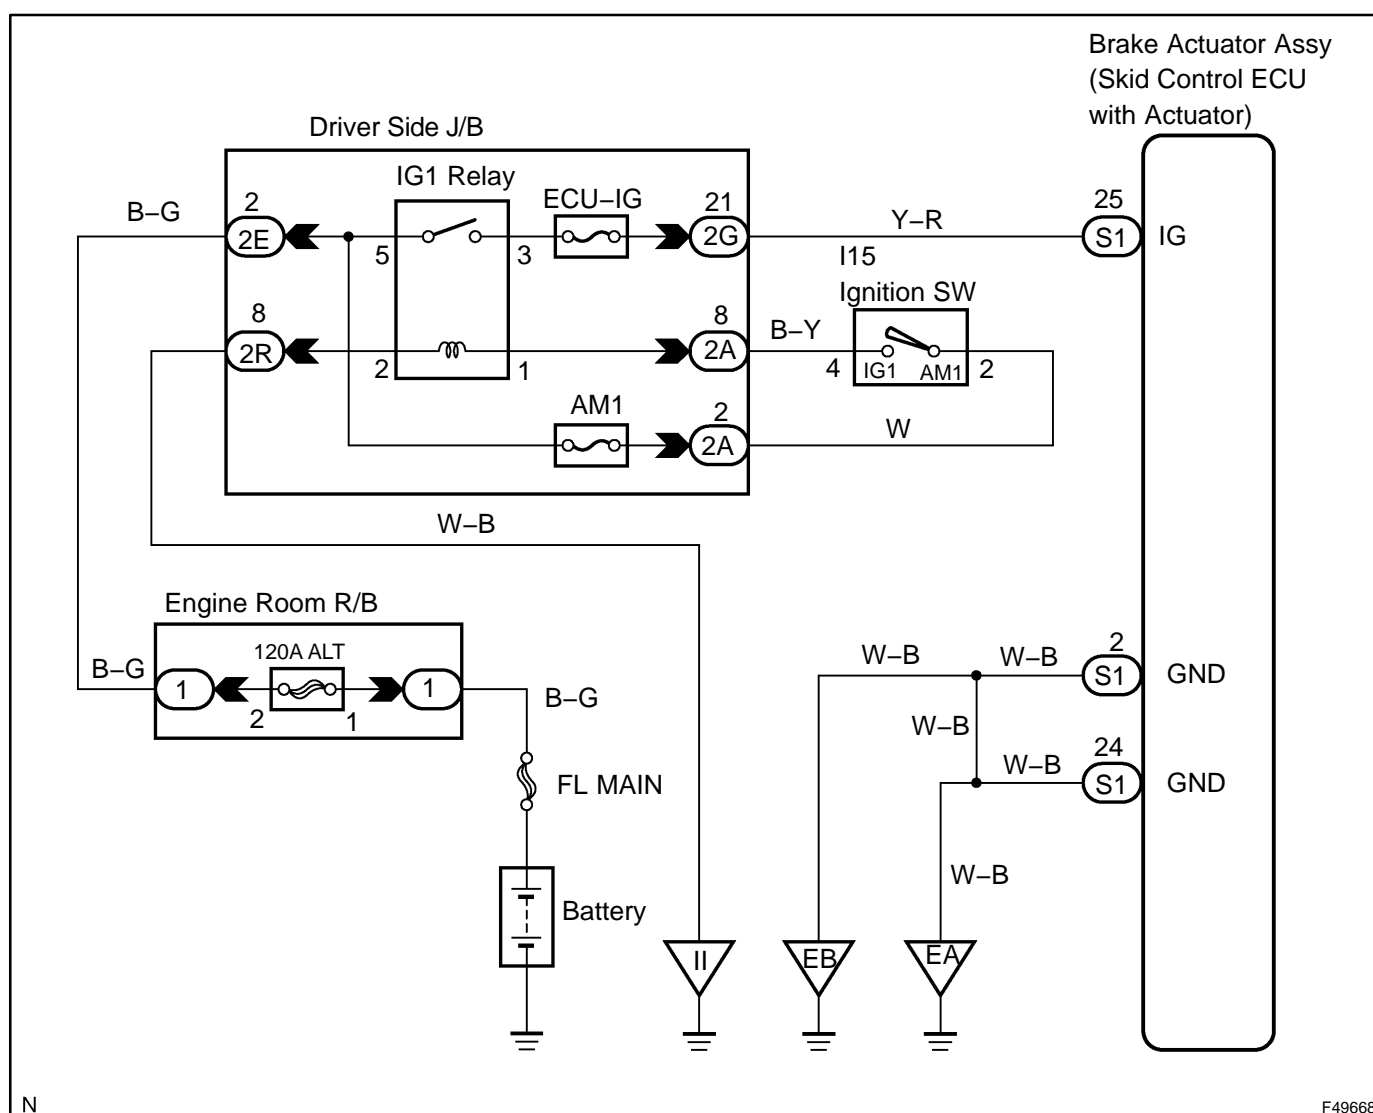 Brake Actuator Assy
(Skid Control ECU
with Actuator)
Driver Side J/B
IG1 Relay
ECU–IG
B–G
2
2E
5
3
21
2G
Y–R
25
S1
IG
I15
Ignition SW
8
2R
2
1
8
2A
B–Y
4
IG1
AM1
2
AM1
2
2A
W
W–B
Engine Room R/B
120A ALT
B–G
1
2
1
1
B–G
FL MAIN
Battery
W–B
W–B
2
S1
GND
W–B
W–B
24
S1
GND
W–B
II
EB
EA
N
F49668